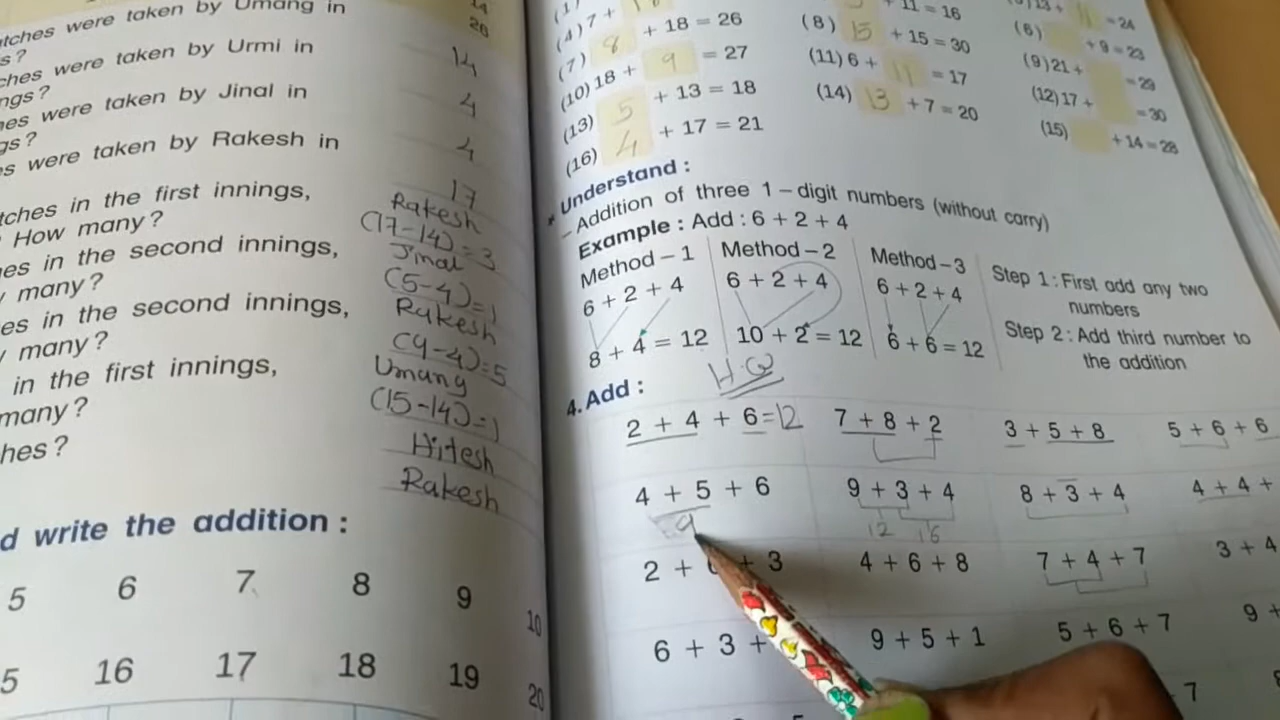 tches were taken by Umang in
s?
14
26
ches were taken by Urmi in
ngs?
14
es were taken by Jinal in
gs?
4
s were taken by Rakesh in
4
17
tches in the first innings,
How many?
Rakesh
(17-14)=3
es in the second innings,
many?
Jinal
(5-4)=1
es in the second innings,
many?
Rakesh
(9-4)=5
in the first innings,
many?
Umang
(15-14)=1
hes?
Hitesh
Rakesh
d write the addition :
5 6 7 8 9 10
5 16 17 18 19 20
(4) 7 +
+ 11 = 16
13 + 11 = 24
(7) 8 + 18 = 26
(8) 15 + 15 = 30
(6) + 9 = 23
(10) 18 + 9 = 27
(11) 6 + 11 = 17
(9) 21 + = 29
(13) 5 + 13 = 18
(14) 13 + 7 = 20
(12) 17 + = 30
(16) 4 + 17 = 21
(15) + 14 = 28
* Understand :
- Addition of three 1 – digit numbers (without carry)
Example : Add : 6 + 2 + 4
Method – 1
6 + 2 + 4
8 + 4 = 12
Method – 2
6 + 2 + 4
10 + 2 = 12
Method – 3
6 + 2 + 4
6 + 6 = 12
Step 1 : First add any two
numbers
Step 2 : Add third number to
the addition
4. Add : H.W
2 + 4 + 6 = 12 7 + 8 + 2 3 + 5 + 8 5 + 6 + 6
4 + 5 + 6 9 + 3 + 4 8 + 3 + 4 4 + 4 +
9 12 16
2 + + 3 4 + 6 + 8 7 + 4 + 7 3 + 4
6 + 3 + 9 + 5 + 1 5 + 6 + 7 9 +
7